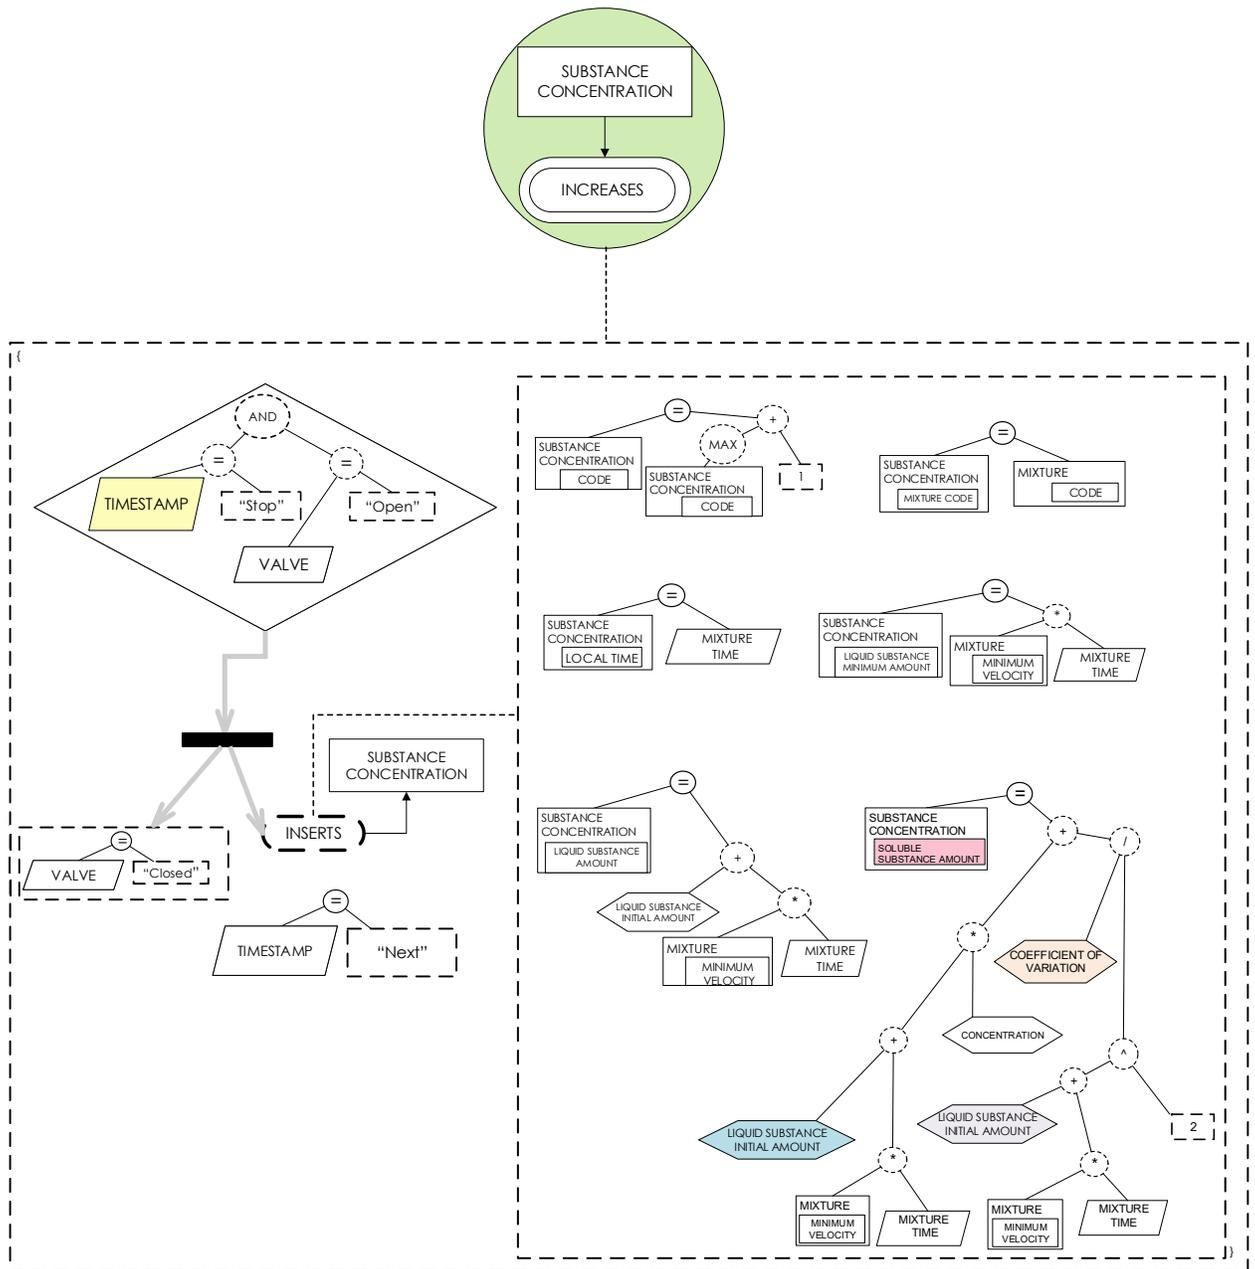 SUBSTANCE
CONCENTRATION
INCREASES
{
AND
=
=
TIMESTAMP
"Stop"
"Open"
VALVE
SUBSTANCE
CONCENTRATION
INSERTS
=
VALVE
"Closed"
=
TIMESTAMP
"Next"
=
+
MAX
SUBSTANCE
CONCENTRATION
CODE
SUBSTANCE
CONCENTRATION
CODE
1
=
SUBSTANCE
CONCENTRATION
MIXTURE CODE
MIXTURE
CODE
=
SUBSTANCE
CONCENTRATION
LOCAL TIME
MIXTURE
TIME
=
*
SUBSTANCE
CONCENTRATION
LIQUID SUBSTANCE
MINIMUM AMOUNT
MIXTURE
MINIMUM
VELOCITY
MIXTURE
TIME
=
SUBSTANCE
CONCENTRATION
LIQUID SUBSTANCE
AMOUNT
+
LIQUID SUBSTANCE
INITIAL AMOUNT
*
MIXTURE
MINIMUM
VELOCITY
MIXTURE
TIME
=
SUBSTANCE
CONCENTRATION
SOLUBLE
SUBSTANCE AMOUNT
+
/
*
COEFFICIENT OF
VARIATION
CONCENTRATION
+
^
+
LIQUID SUBSTANCE
INITIAL AMOUNT
LIQUID SUBSTANCE
INITIAL AMOUNT
2
*
*
MIXTURE
MINIMUM
VELOCITY
MIXTURE
TIME
MIXTURE
MINIMUM
VELOCITY
MIXTURE
TIME
}